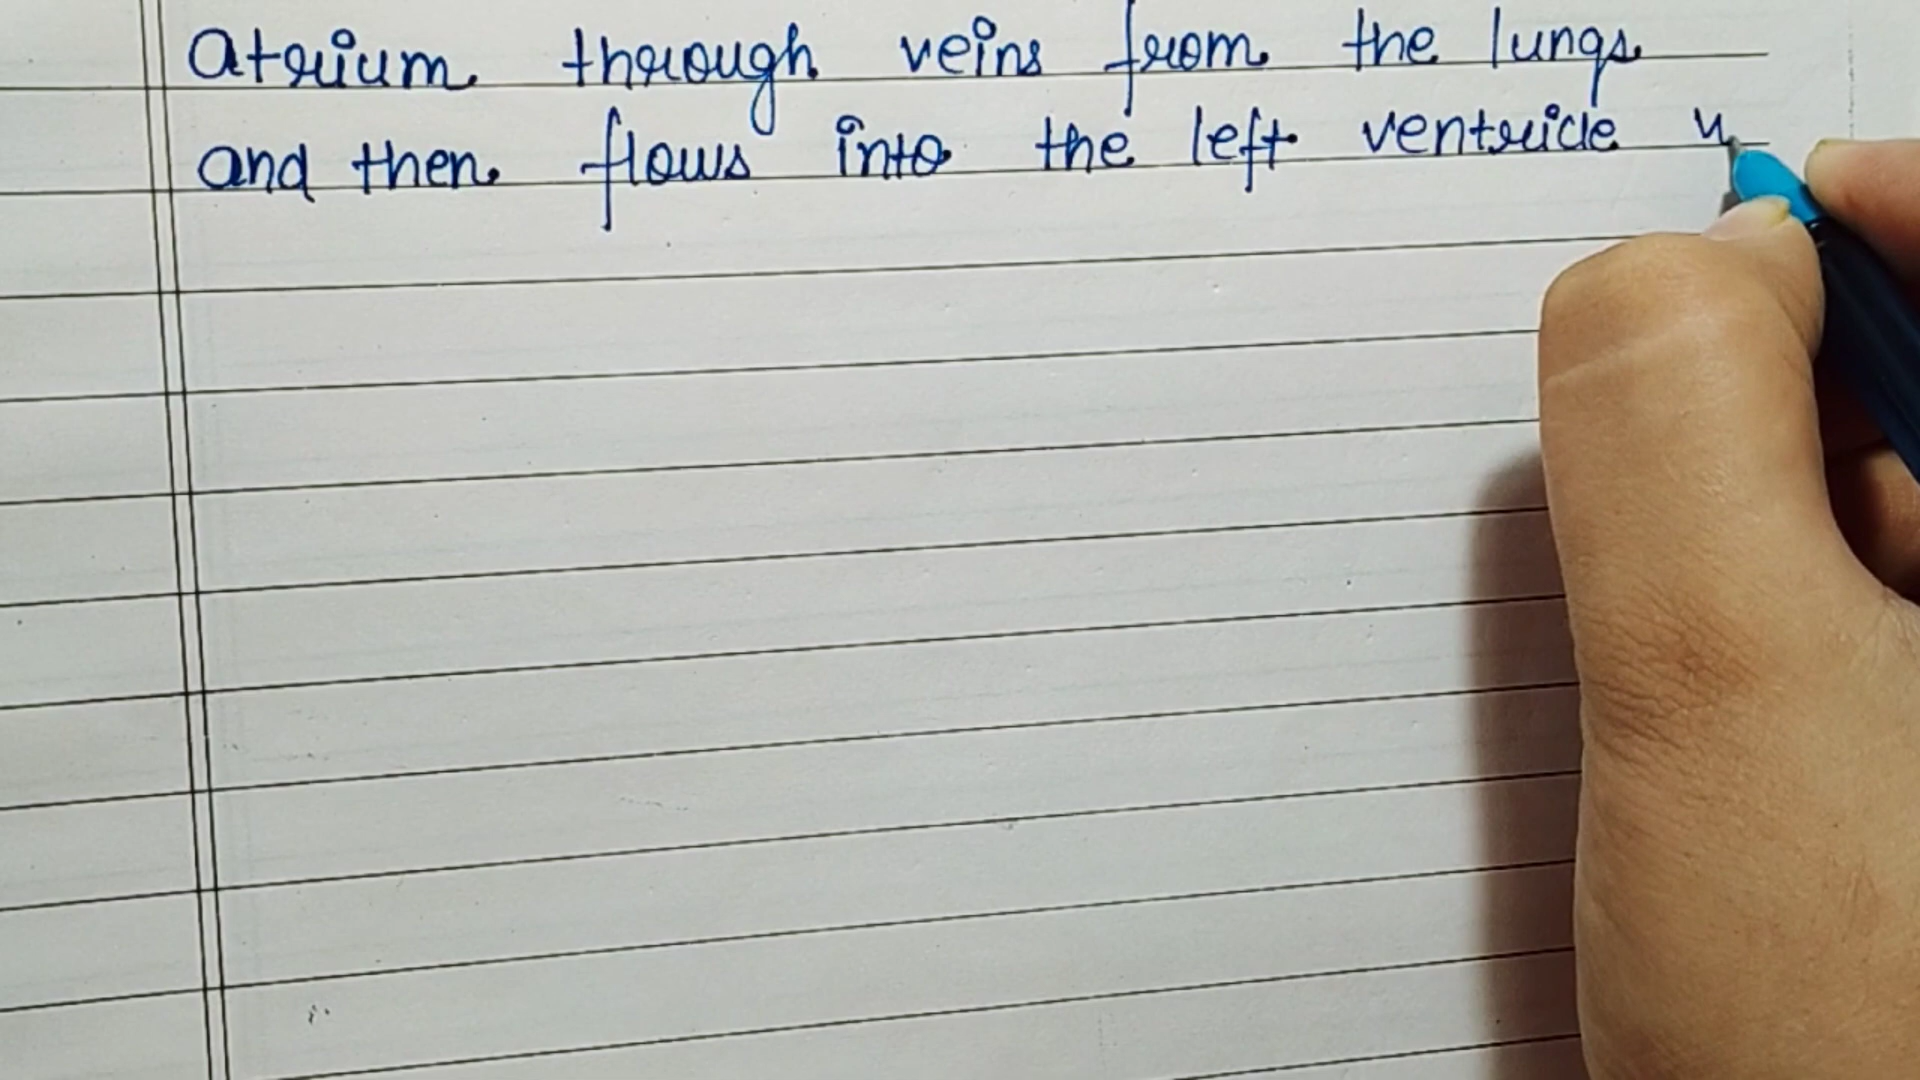 atrium through veins from the lungs
and then flows into the left ventricle